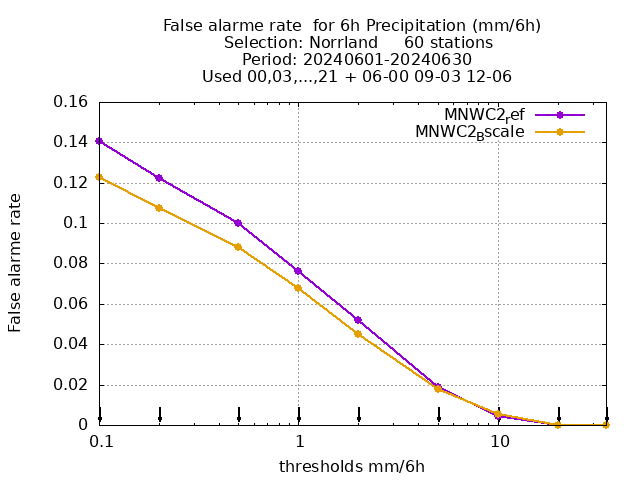 False alarme rate  for 6h Precipitation (mm/6h)
Selection: Norrland     60 stations
Period: 20240601-20240630
Used 00,03,...,21 + 06-00 09-03 12-06
MNWC2ref
MNWC2Bscale
0.16
0.14
0.12
0.1
0.08
0.06
0.04
0.02
0
False alarme rate
0.1
1
10
thresholds mm/6h